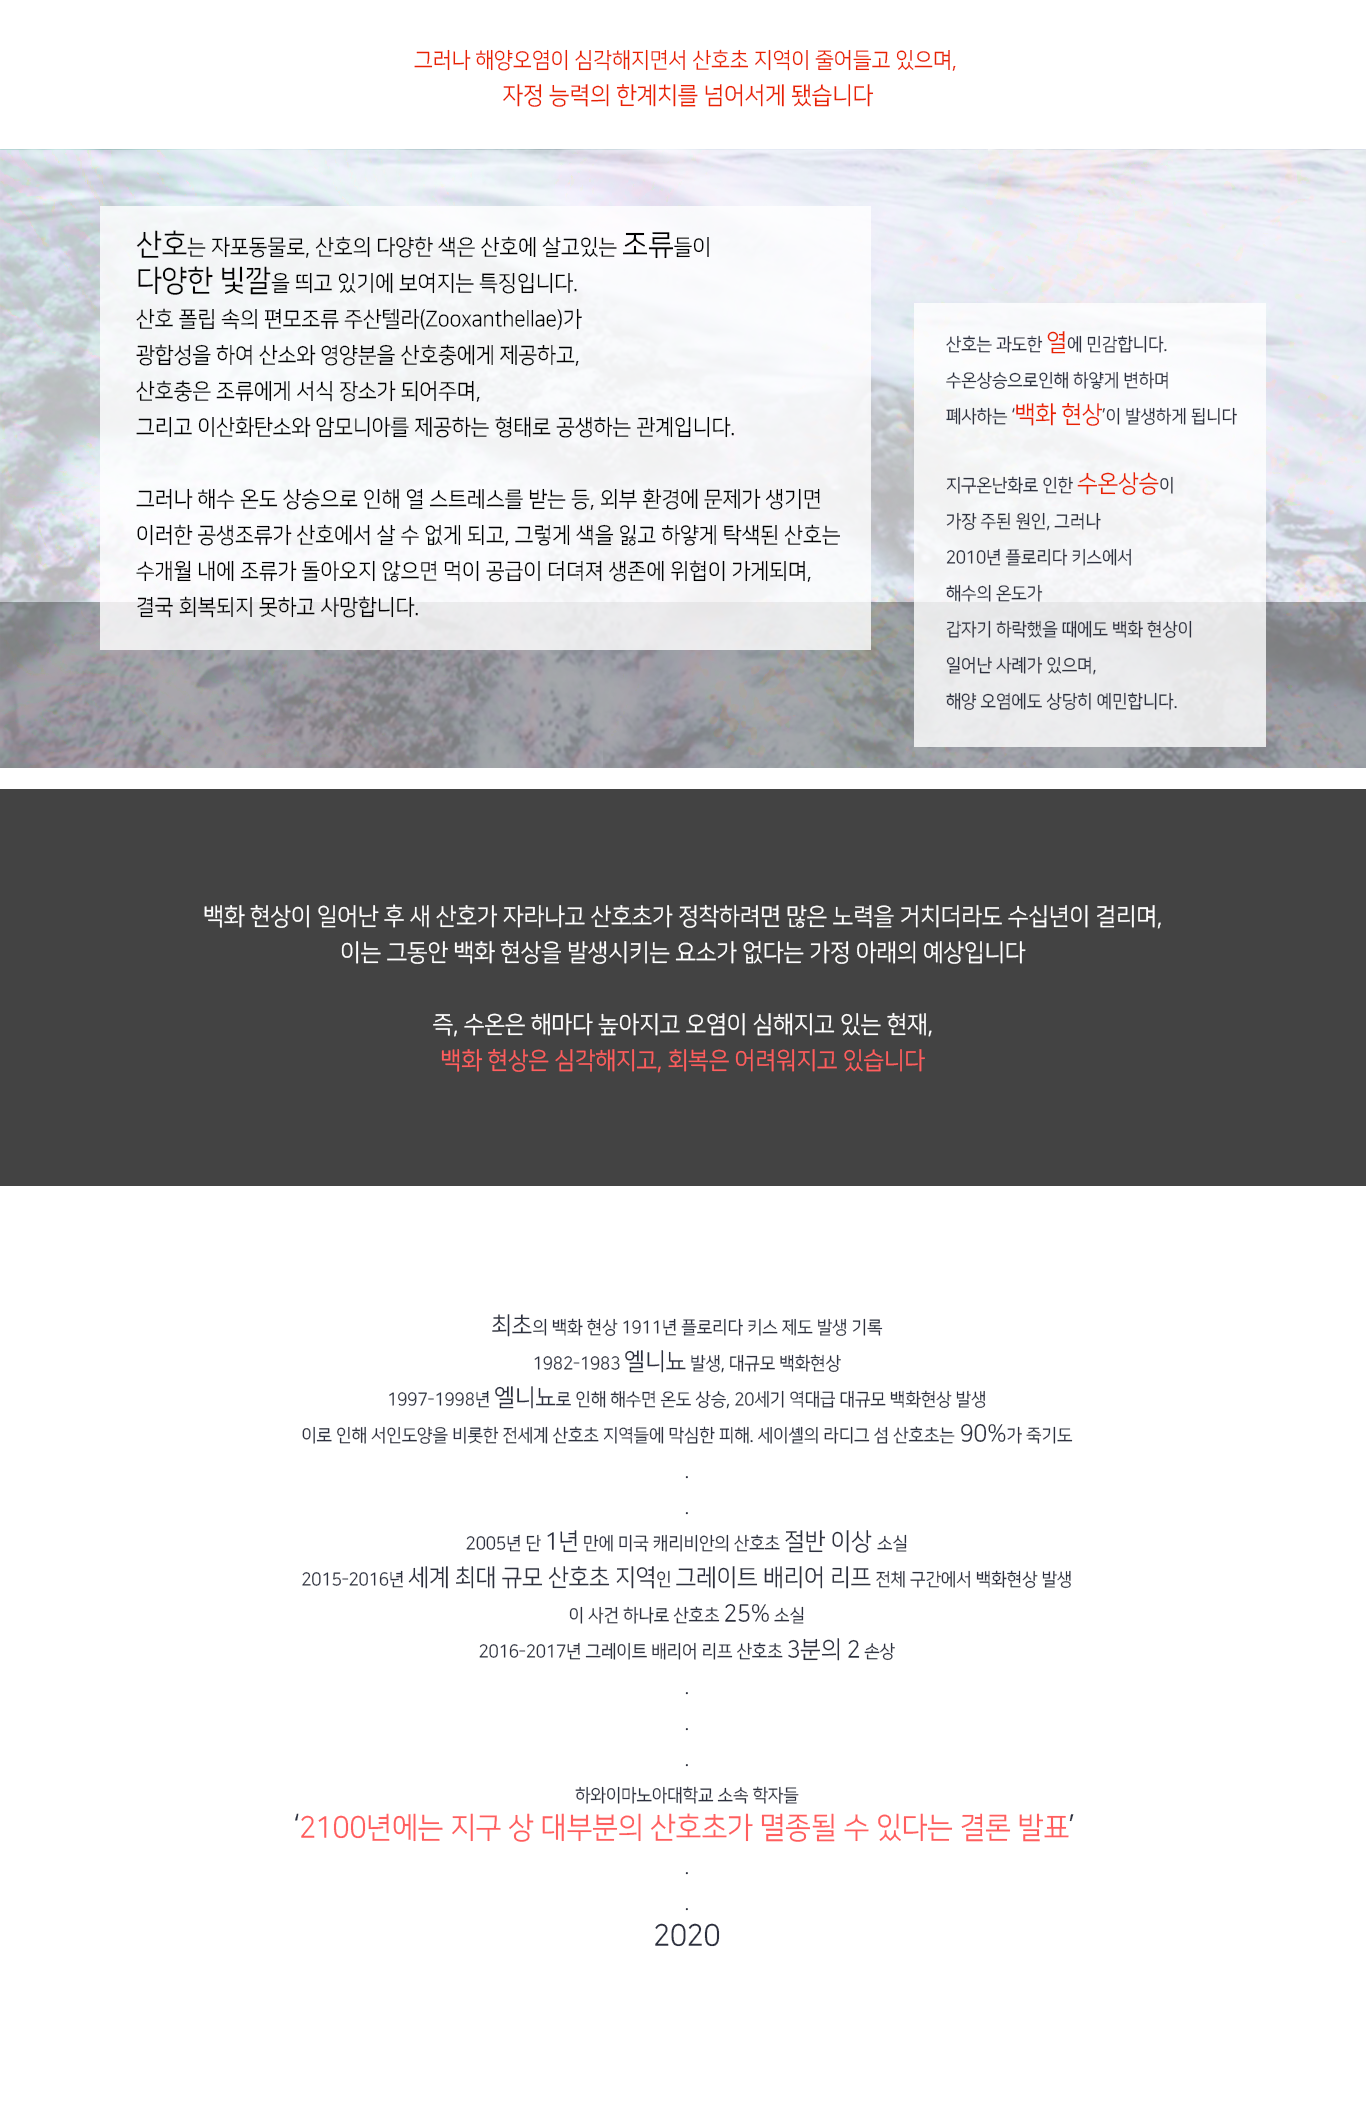 그러나 해양오염이 심각해지면서 산호초 지역이 줄어들고 있으며,
자정 능력의 한계치를 넘어서게 됐습니다
산호는 자포동물로, 산호의 다양한 색은 산호에 살고있는 조류들이
다양한 빛깔을 띄고 있기에 보여지는 특징입니다.
산호 폴립 속의 편모조류 주산텔라(Zooxanthellae)가
광합성을 하여 산소와 영양분을 산호충에게 제공하고,
산호충은 조류에게 서식 장소가 되어주며,
그리고 이산화탄소와 암모니아를 제공하는 형태로 공생하는 관계입니다.
그러나 해수 온도 상승으로 인해 열 스트레스를 받는 등, 외부 환경에 문제가 생기면
이러한 공생조류가 산호에서 살 수 없게 되고, 그렇게 색을 잃고 하얗게 탁색된 산호는
수개월 내에 조류가 돌아오지 않으면 먹이 공급이 더뎌져 생존에 위협이 가게되며,
결국 회복되지 못하고 사망합니다.
산호는 과도한 열에 민감합니다.
수온상승으로인해 하얗게 변하며
폐사하는 ‘백화 현상’이 발생하게 됩니다
지구온난화로 인한 수온상승이
가장 주된 원인, 그러나
2010년 플로리다 키스에서
해수의 온도가
갑자기 하락했을 때에도 백화 현상이
일어난 사례가 있으며,
해양 오염에도 상당히 예민합니다.
백화 현상이 일어난 후 새 산호가 자라나고 산호초가 정착하려면 많은 노력을 거치더라도 수십년이 걸리며,
이는 그동안 백화 현상을 발생시키는 요소가 없다는 가정 아래의 예상입니다
즉, 수온은 해마다 높아지고 오염이 심해지고 있는 현재,
백화 현상은 심각해지고, 회복은 어려워지고 있습니다
최초의 백화 현상 1911년 플로리다 키스 제도 발생 기록
1982-1983 엘니뇨 발생, 대규모 백화현상
1997-1998년 엘니뇨로 인해 해수면 온도 상승, 20세기 역대급 대규모 백화현상 발생
이로 인해 서인도양을 비롯한 전세계 산호초 지역들에 막심한 피해. 세이셸의 라디그 섬 산호초는 90%가 죽기도
.
.
2005년 단 1년 만에 미국 캐리비안의 산호초 절반 이상 소실
2015-2016년 세계 최대 규모 산호초 지역인 그레이트 배리어 리프 전체 구간에서 백화현상 발생
이 사건 하나로 산호초 25% 소실
2016-2017년 그레이트 배리어 리프 산호초 3분의 2 손상
.
.
.
하와이마노아대학교 소속 학자들
‘2100년에는 지구 상 대부분의 산호초가 멸종될 수 있다는 결론 발표’
.
.
2020